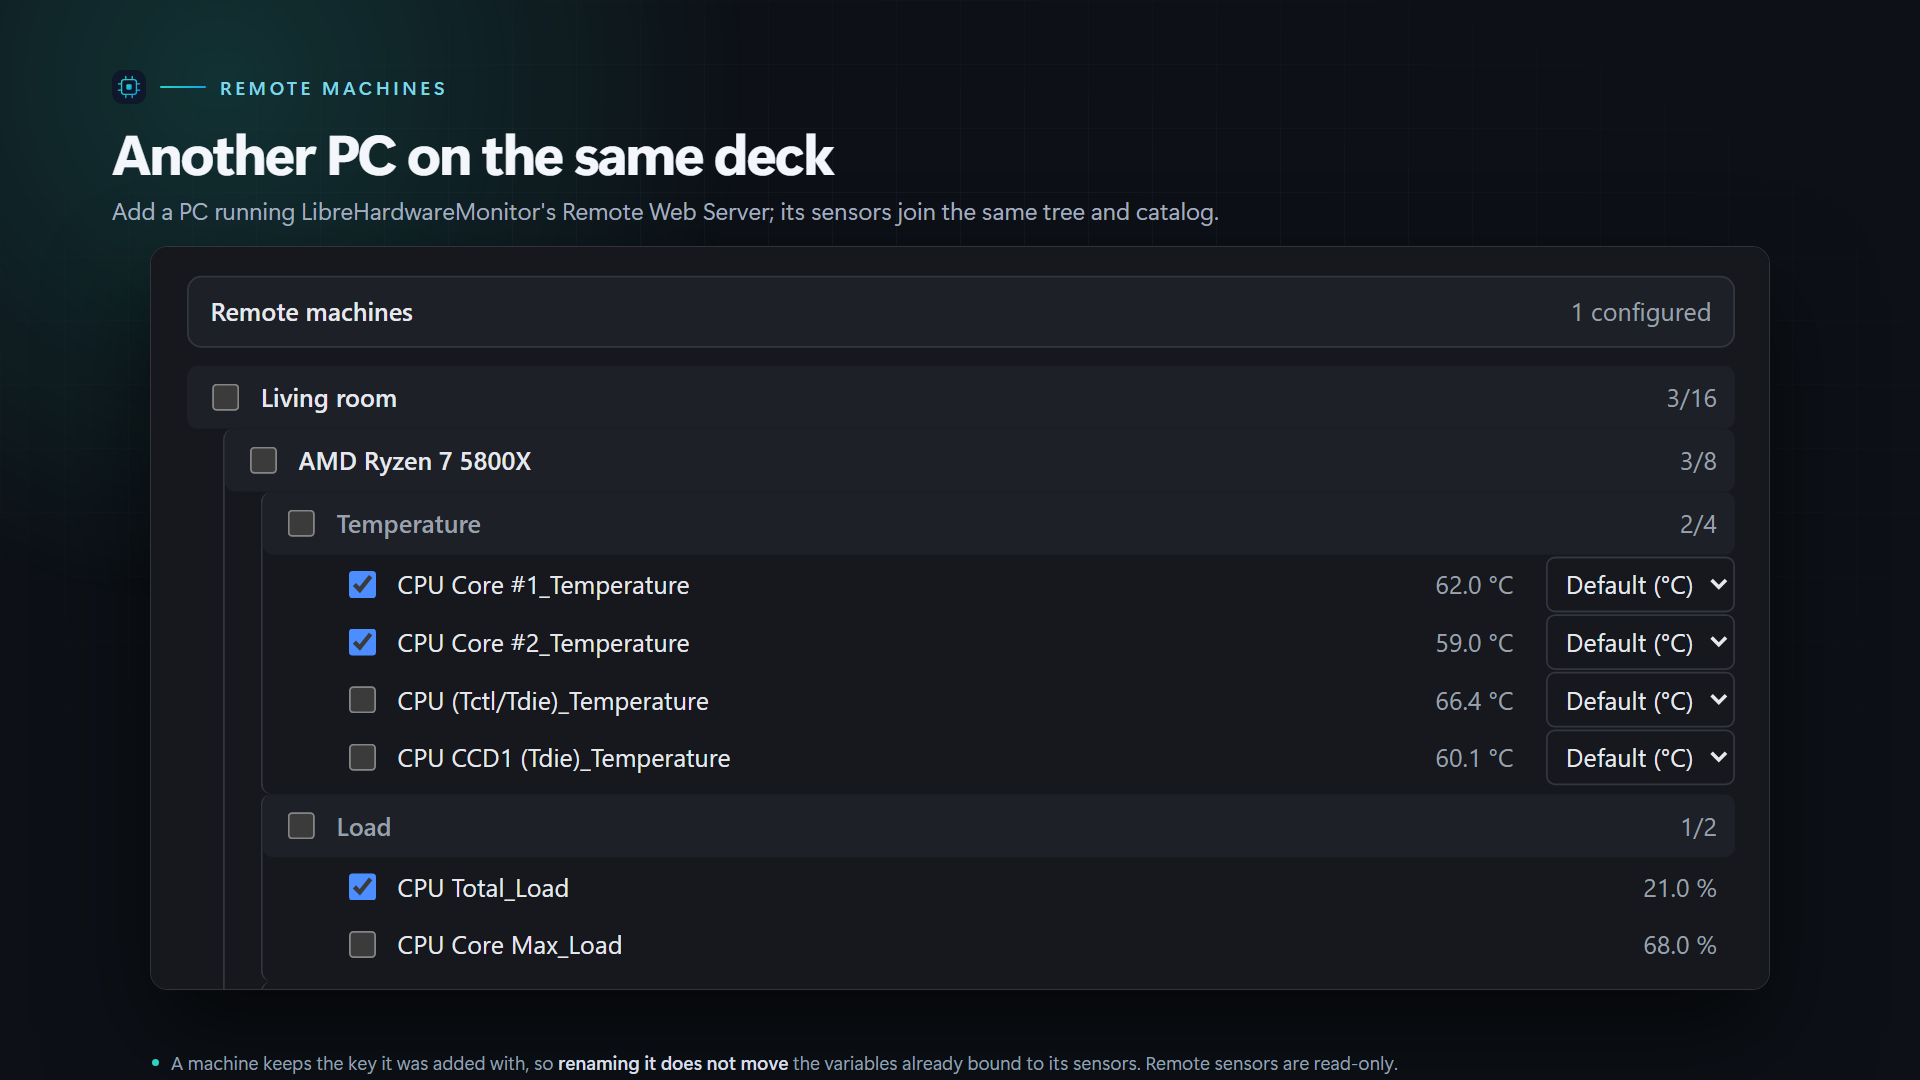 REMOTE MACHINES
Another PC on the same deck
Add a PC running LibreHardwareMonitor's Remote Web Server; its sensors join the same tree and catalog.
Remote machines 1 configured
Living room 3/16
AMD Ryzen 7 5800X 3/8
Temperature 2/4
CPU Core #1_Temperature 62.0 °C Default (°C)
CPU Core #2_Temperature 59.0 °C Default (°C)
CPU (Tctl/Tdie)_Temperature 66.4 °C Default (°C)
CPU CCD1 (Tdie)_Temperature 60.1 °C Default (°C)
Load 1/2
CPU Total_Load 21.0 %
CPU Core Max_Load 68.0 %
A machine keeps the key it was added with, so renaming it does not move the variables already bound to its sensors. Remote sensors are read-only.